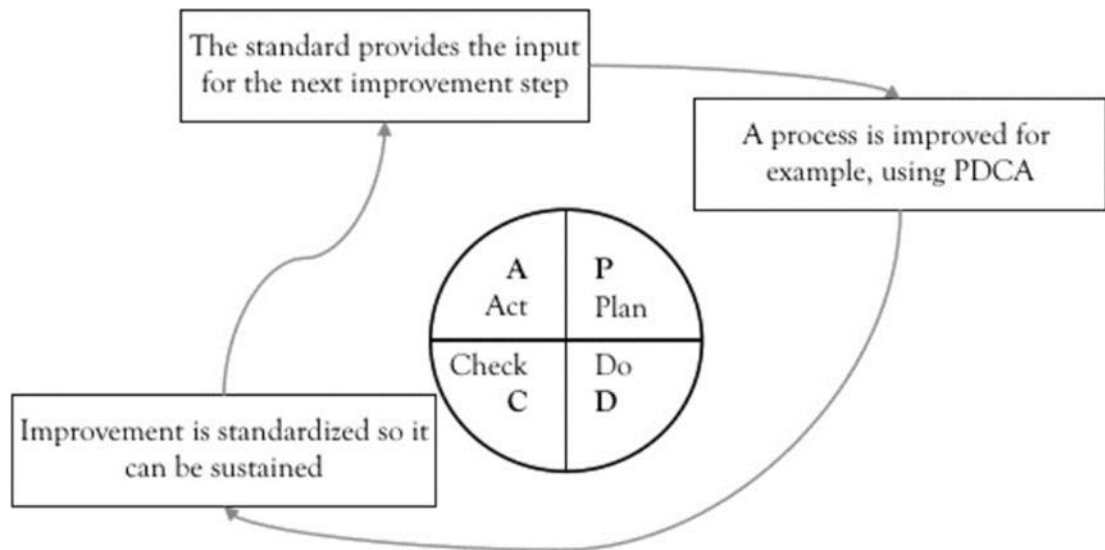 The standard provides the input
for the next improvement step
A process is improved for
example, using PDCA
A
Act
P
Plan
Check
C
Do
D
Improvement is standardized so it
can be sustained